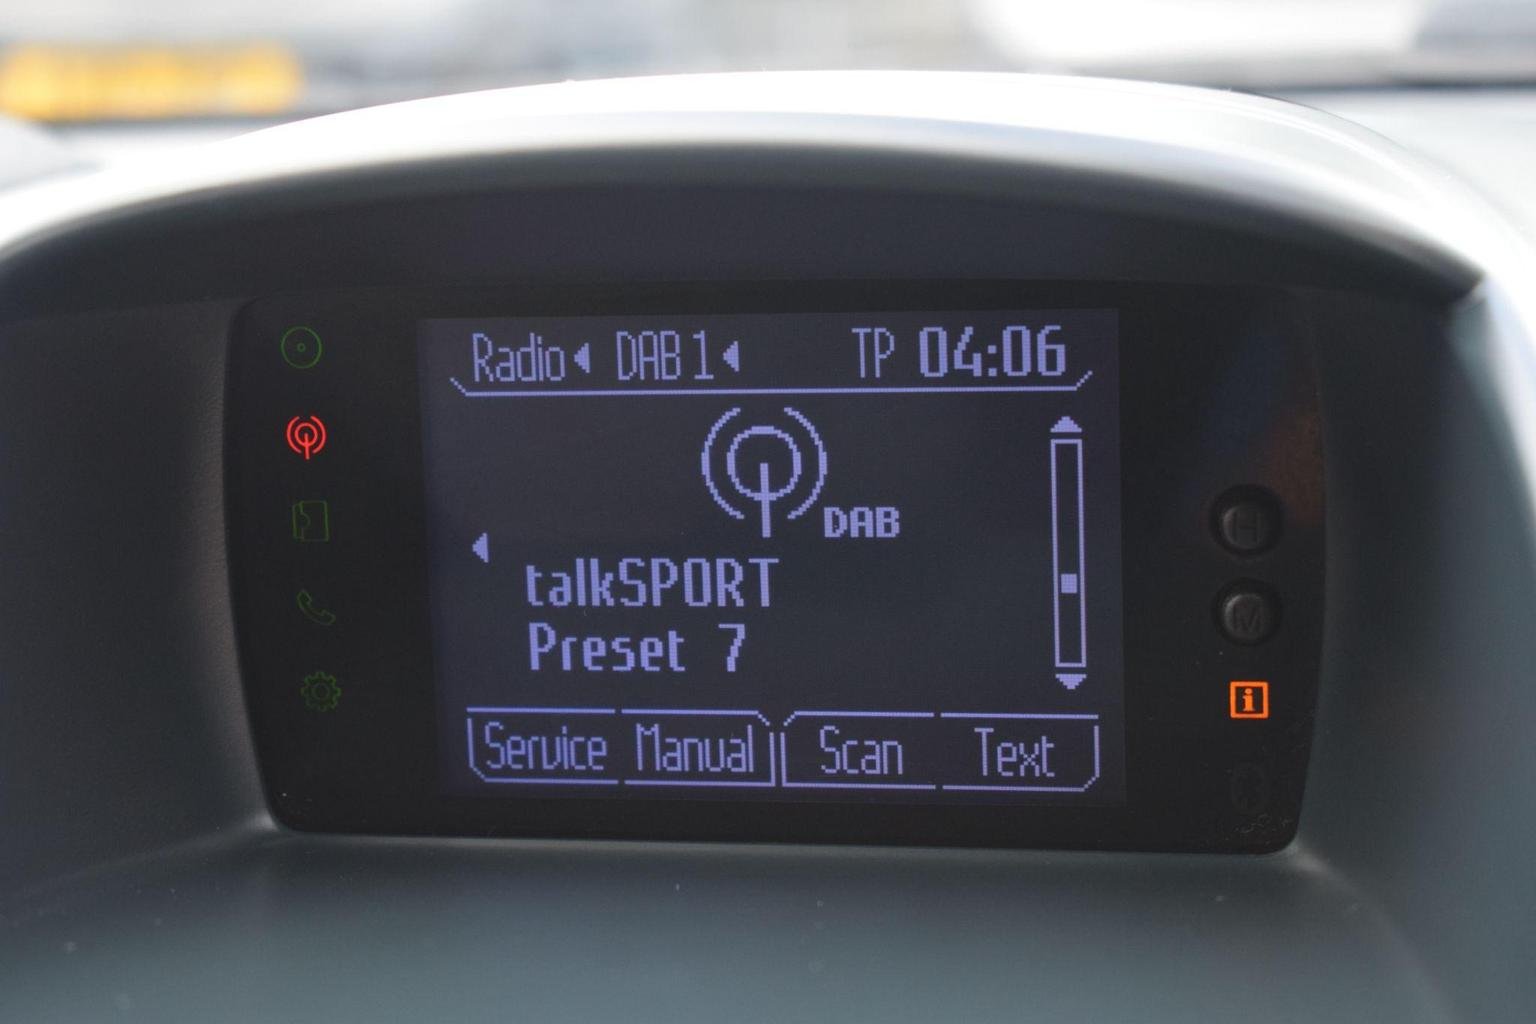 Radio DAB 1 TP 04:06
DAB
talkSPORT
Preset 7
Service Manual Scan Text
H
M
i